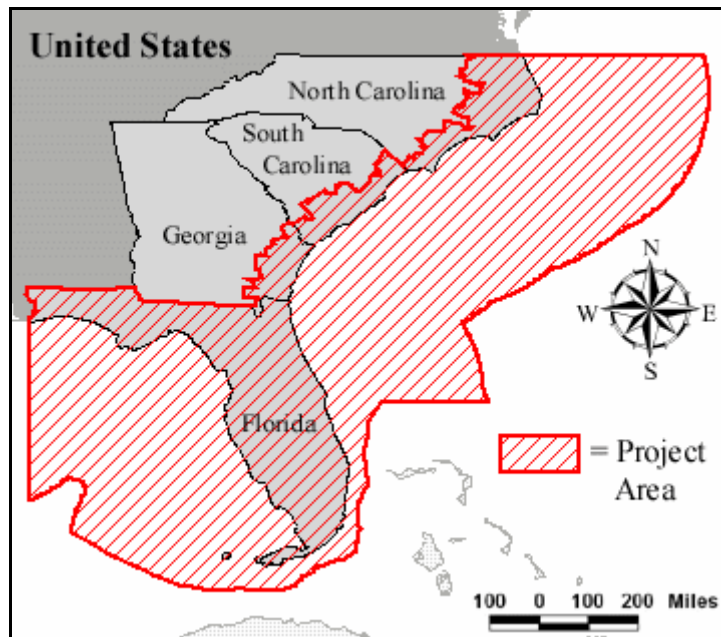 United States
North Carolina
South
Carolina
Georgia
Florida
N
W E
S
= Project
Area
100 0 100 200 Miles